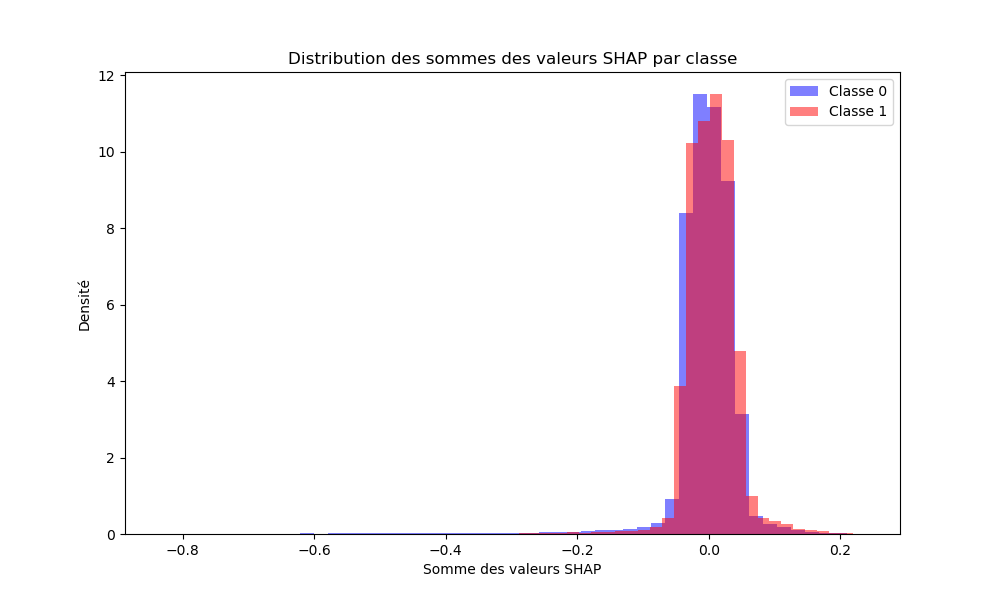 Distribution des sommes des valeurs SHAP par classe
Classe 0
Classe 1
Densité
12
10
8
6
4
2
0
−0.8
−0.6
−0.4
−0.2
0.0
0.2
Somme des valeurs SHAP